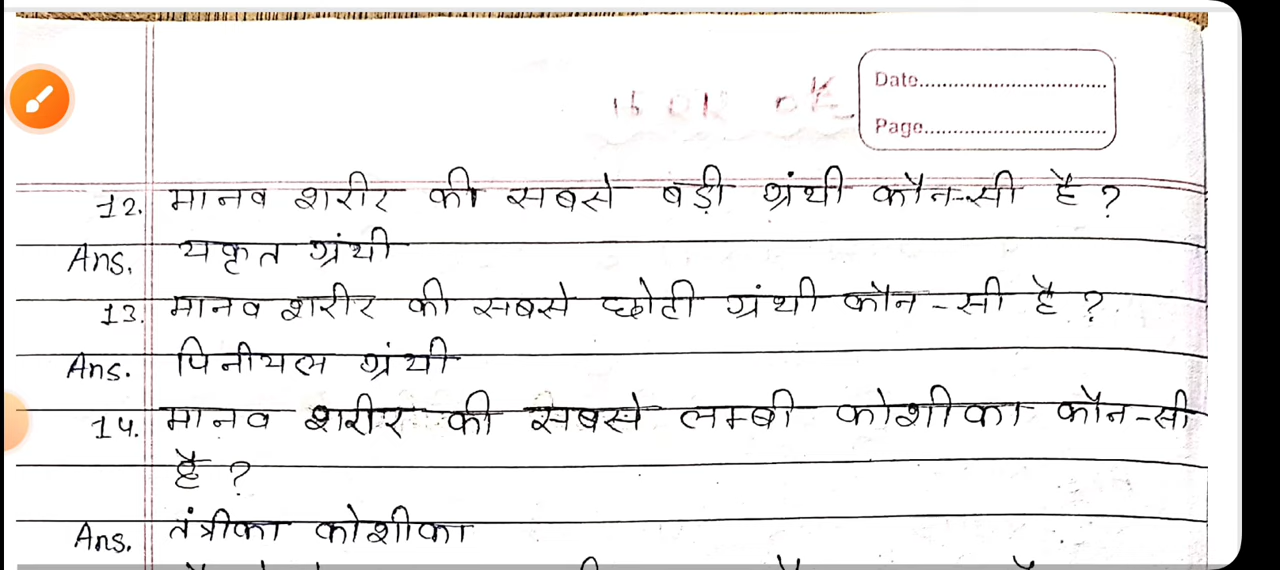 Date
Page
12. मानव शरीर की सबसे बड़ी ग्रंथी कौन-सी है ?
Ans. यकृत ग्रंथी
13. मानव शरीर की सबसे छोटी ग्रंथी कौन-सी है ?
Ans. पिनीयल ग्रंथी
14. मानव शरीर की सबसे लम्बी कोशीका कौन-सी
है ?
Ans. तंत्रीका कोशीका